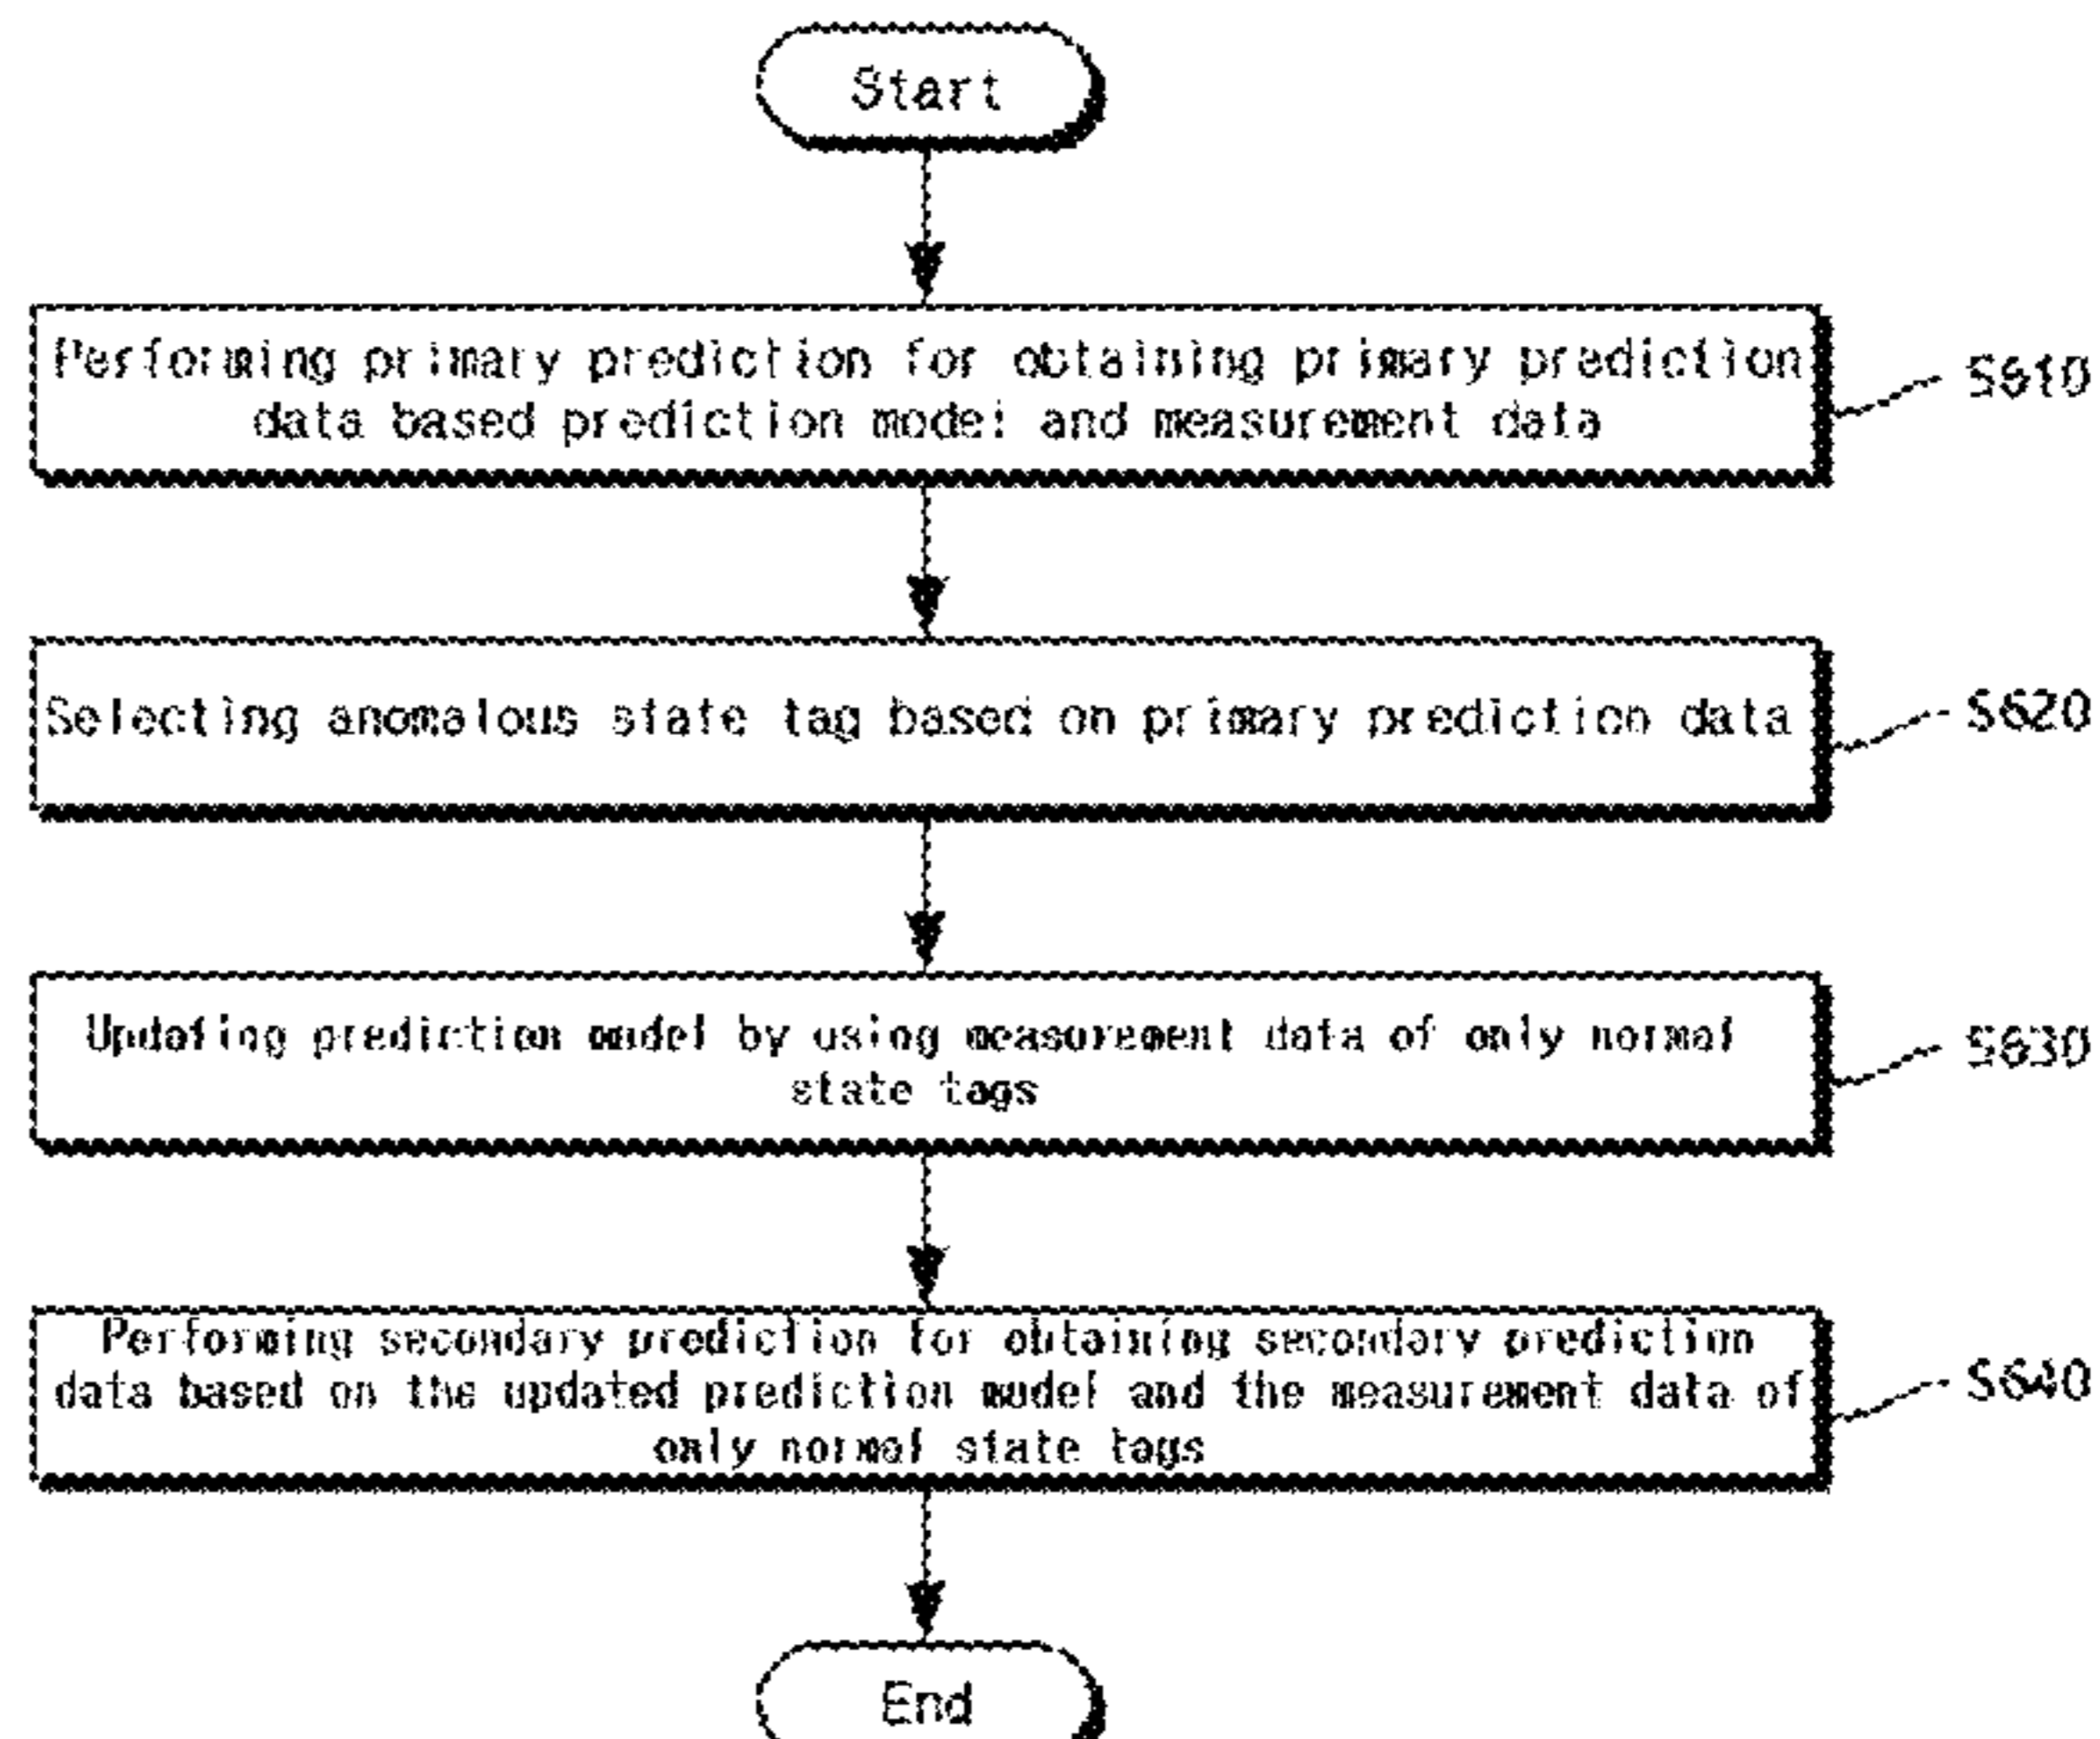 Start
Performing primary prediction for obtaining primary prediction
data based prediction model and measurement data
S610
Selecting anomalous state tag based on primary prediction data
S620
Updating prediction model by using measurement data of only normal
state tags
S630
Performing secondary prediction for obtaining secondary prediction
data based on the updated prediction model and the measurement data of
only normal state tags
S640
End